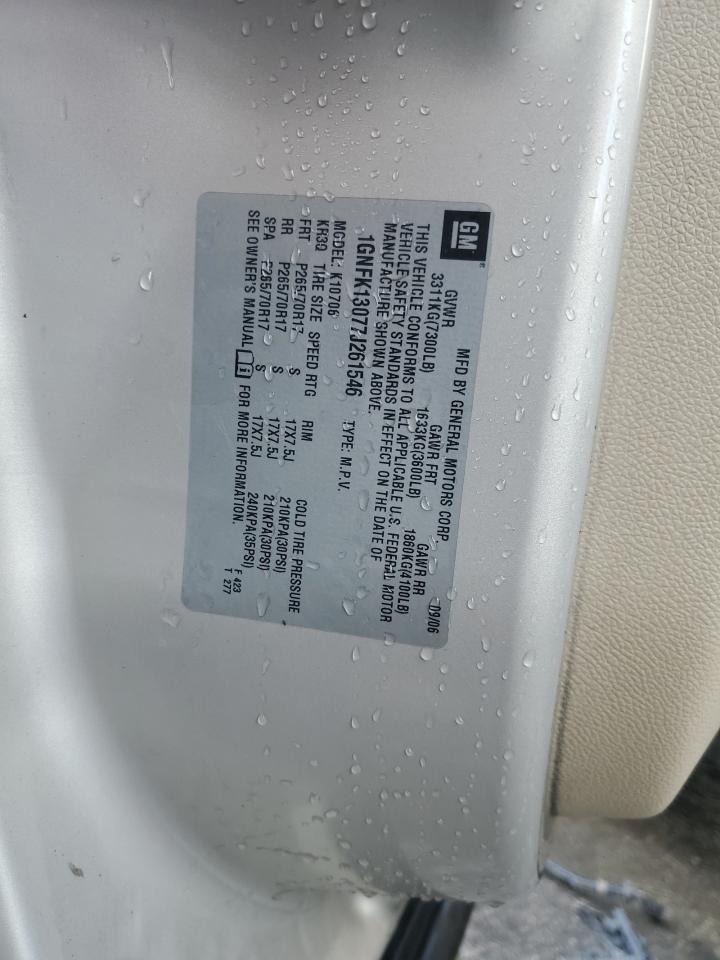 GM®
MFD BY GENERAL MOTORS CORP 09/06
GVWR GAWR FRT GAWR RR
3311KG(7300LB) 1633KG(3600LB) 1860KG(4100LB)
THIS VEHICLE CONFORMS TO ALL APPLICABLE U.S. FEDERAL MOTOR
VEHICLE SAFETY STANDARDS IN EFFECT ON THE DATE OF
MANUFACTURE SHOWN ABOVE.
1GNFK13077J261546 TYPE: M.P.V.
MODEL: K10706
KR3Q TIRE SIZE SPEED RTG RIM COLD TIRE PRESSURE
FRT P265/70R17 S 17X7.5J 210KPA(30PSI)
RR P265/70R17 S 17X7.5J 210KPA(30PSI)
SPA P265/70R17 S 17X7.5J 240KPA(35PSI)
SEE OWNER'S MANUAL FOR MORE INFORMATION.
F 423
T 277